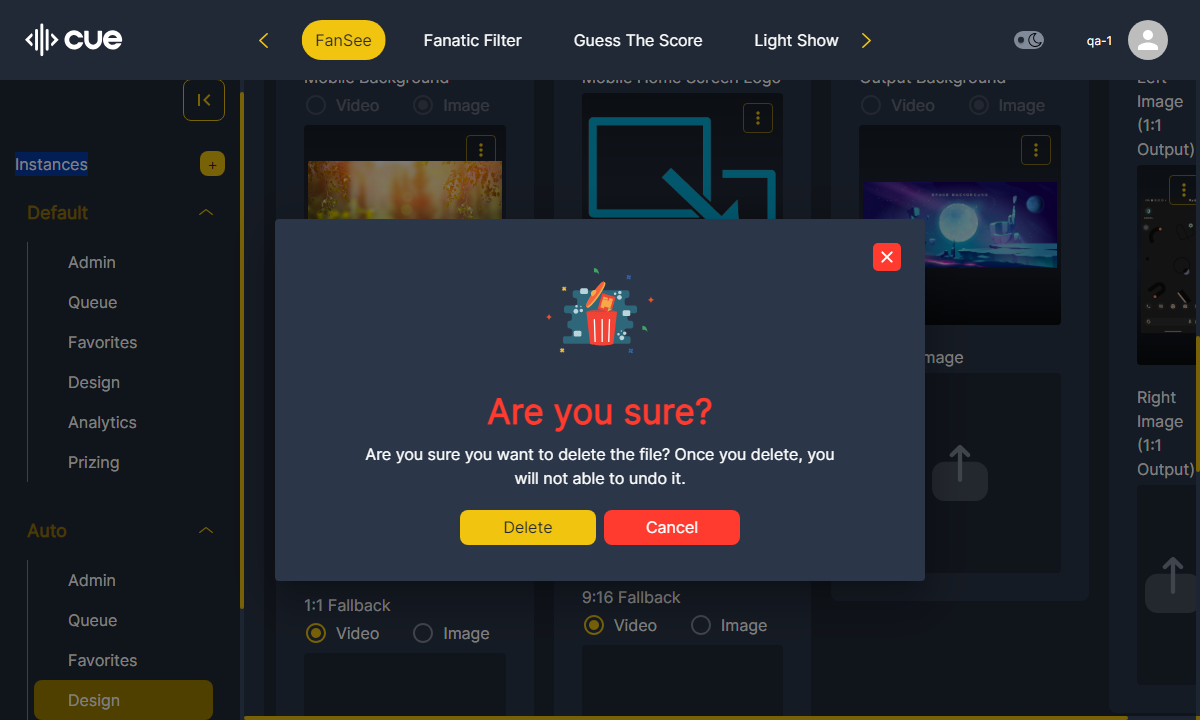 cue
FanSee
Fanatic Filter
Guess The Score
Light Show
qa-1
Instances
+
Default
Admin
Queue
Favorites
Design
Analytics
Prizing
Auto
Admin
Queue
Favorites
Design
Mobile Background
Video
Image
Mobile Home Screen Logo
Output Background
Video
Image
Left
Image
(1:1
Output)
Right
Image
(1:1
Output)
Are you sure?
Are you sure you want to delete the file? Once you delete, you
will not able to undo it.
Delete
Cancel
1:1 Fallback
Video
Image
9:16 Fallback
Video
Image